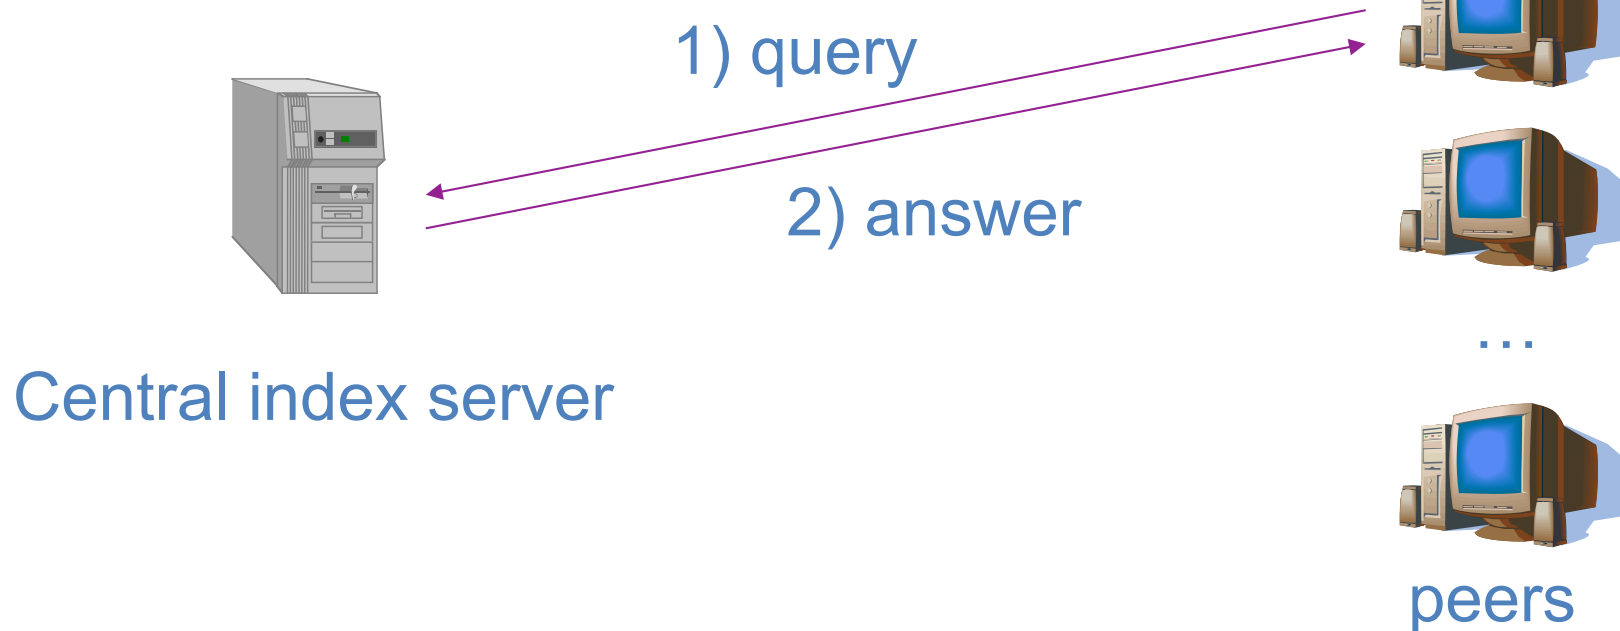 1) query
2) answer
…
Central index server
peers